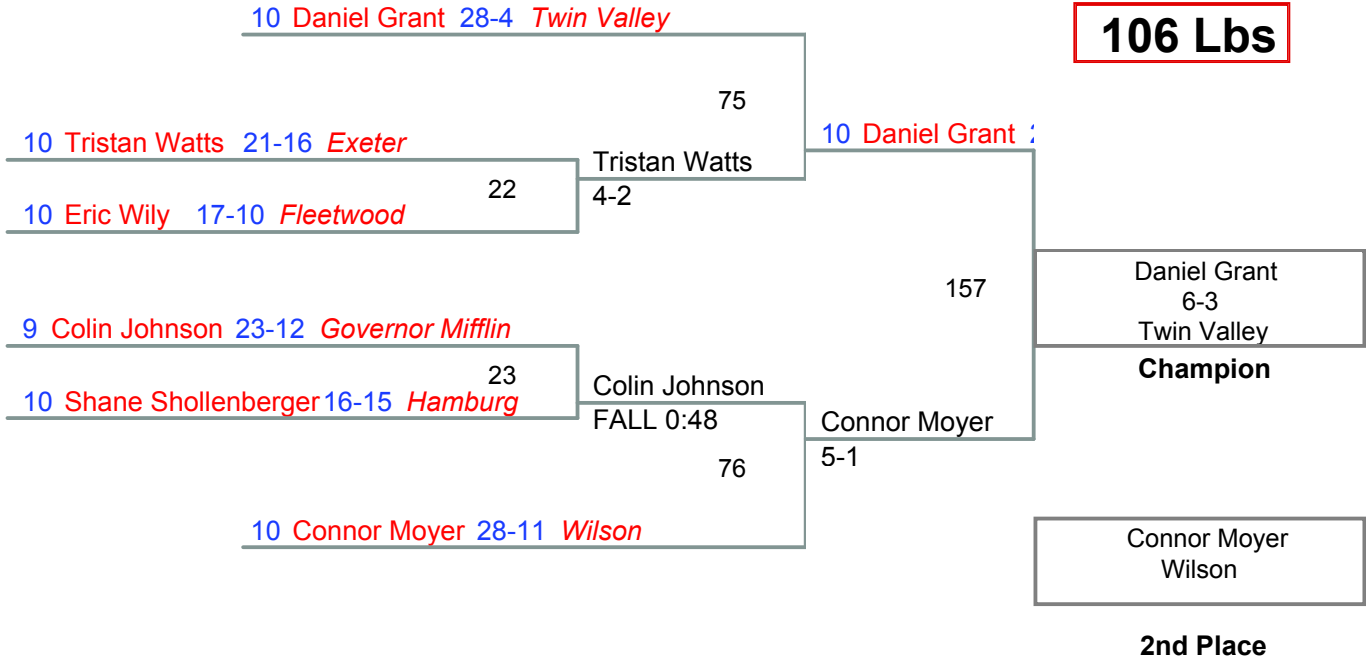 10 Daniel Grant 28-4 Twin Valley
106 Lbs
75
10 Tristan Watts 21-16 Exeter
10 Daniel Grant
Tristan Watts
22
4-2
10 Eric Wily 17-10 Fleetwood
157
Daniel Grant
6-3
Twin Valley
Champion
9 Colin Johnson 23-12 Governor Mifflin
23
Colin Johnson
10 Shane Shollenberger 16-15 Hamburg
FALL 0:48
Connor Moyer
5-1
76
10 Connor Moyer 28-11 Wilson
Connor Moyer
Wilson
2nd Place